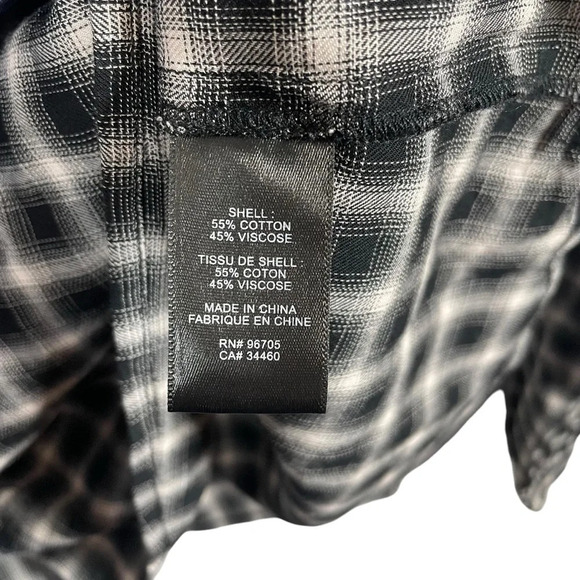 SHELL :
55% COTTON
45% VISCOSE
TISSU DE SHELL :
55% COTON
45% VISCOSE
MADE IN CHINA
FABRIQUE EN CHINE
RN# 96705
CA# 34460